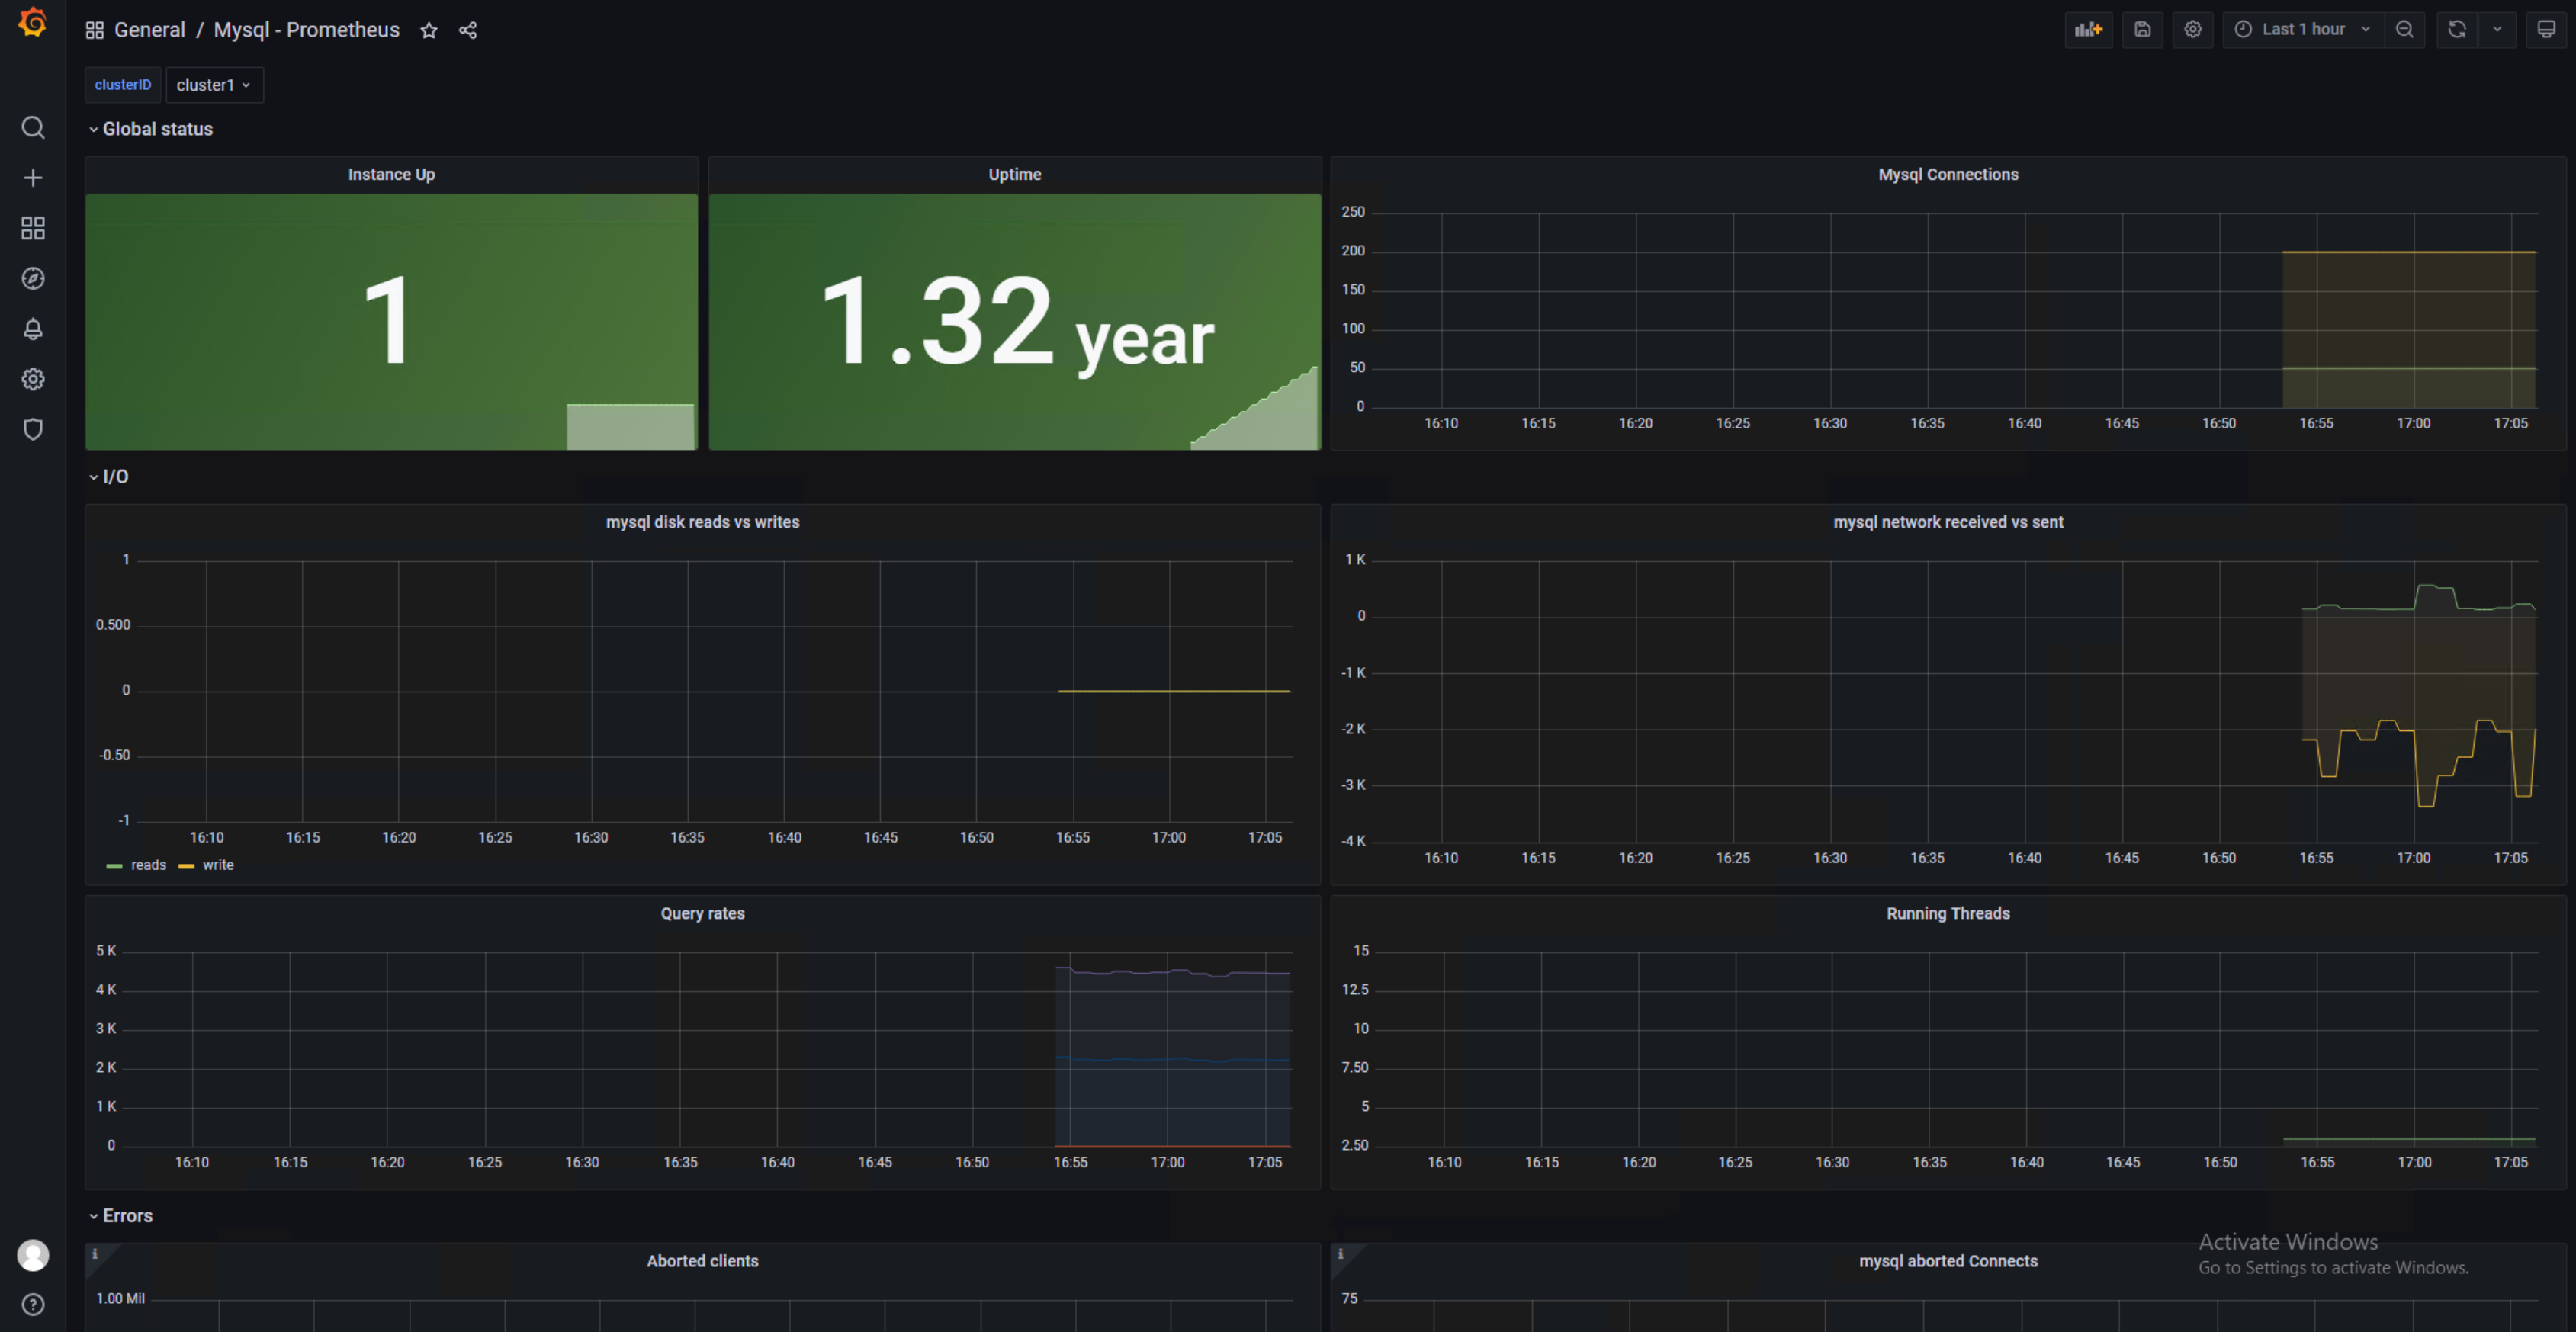 General / Mysql - Prometheus
Last 1 hour
clusterID cluster1
Global status
Instance Up
1
Uptime
1.32 year
Mysql Connections
250
200
150
100
50
0
16:10 16:15 16:20 16:25 16:30 16:35 16:40 16:45 16:50 16:55 17:00 17:05
I/O
mysql disk reads vs writes
1
0.500
0
-0.50
-1
16:10 16:15 16:20 16:25 16:30 16:35 16:40 16:45 16:50 16:55 17:00 17:05
reads write
mysql network received vs sent
1 K
0
-1 K
-2 K
-3 K
-4 K
16:10 16:15 16:20 16:25 16:30 16:35 16:40 16:45 16:50 16:55 17:00 17:05
Query rates
5 K
4 K
3 K
2 K
1 K
0
16:10 16:15 16:20 16:25 16:30 16:35 16:40 16:45 16:50 16:55 17:00 17:05
Running Threads
15
12.5
10
7.50
5
2.50
16:10 16:15 16:20 16:25 16:30 16:35 16:40 16:45 16:50 16:55 17:00 17:05
Errors
i
Aborted clients
1.00 Mil
i
mysql aborted Connects
75
Activate Windows
Go to Settings to activate Windows.